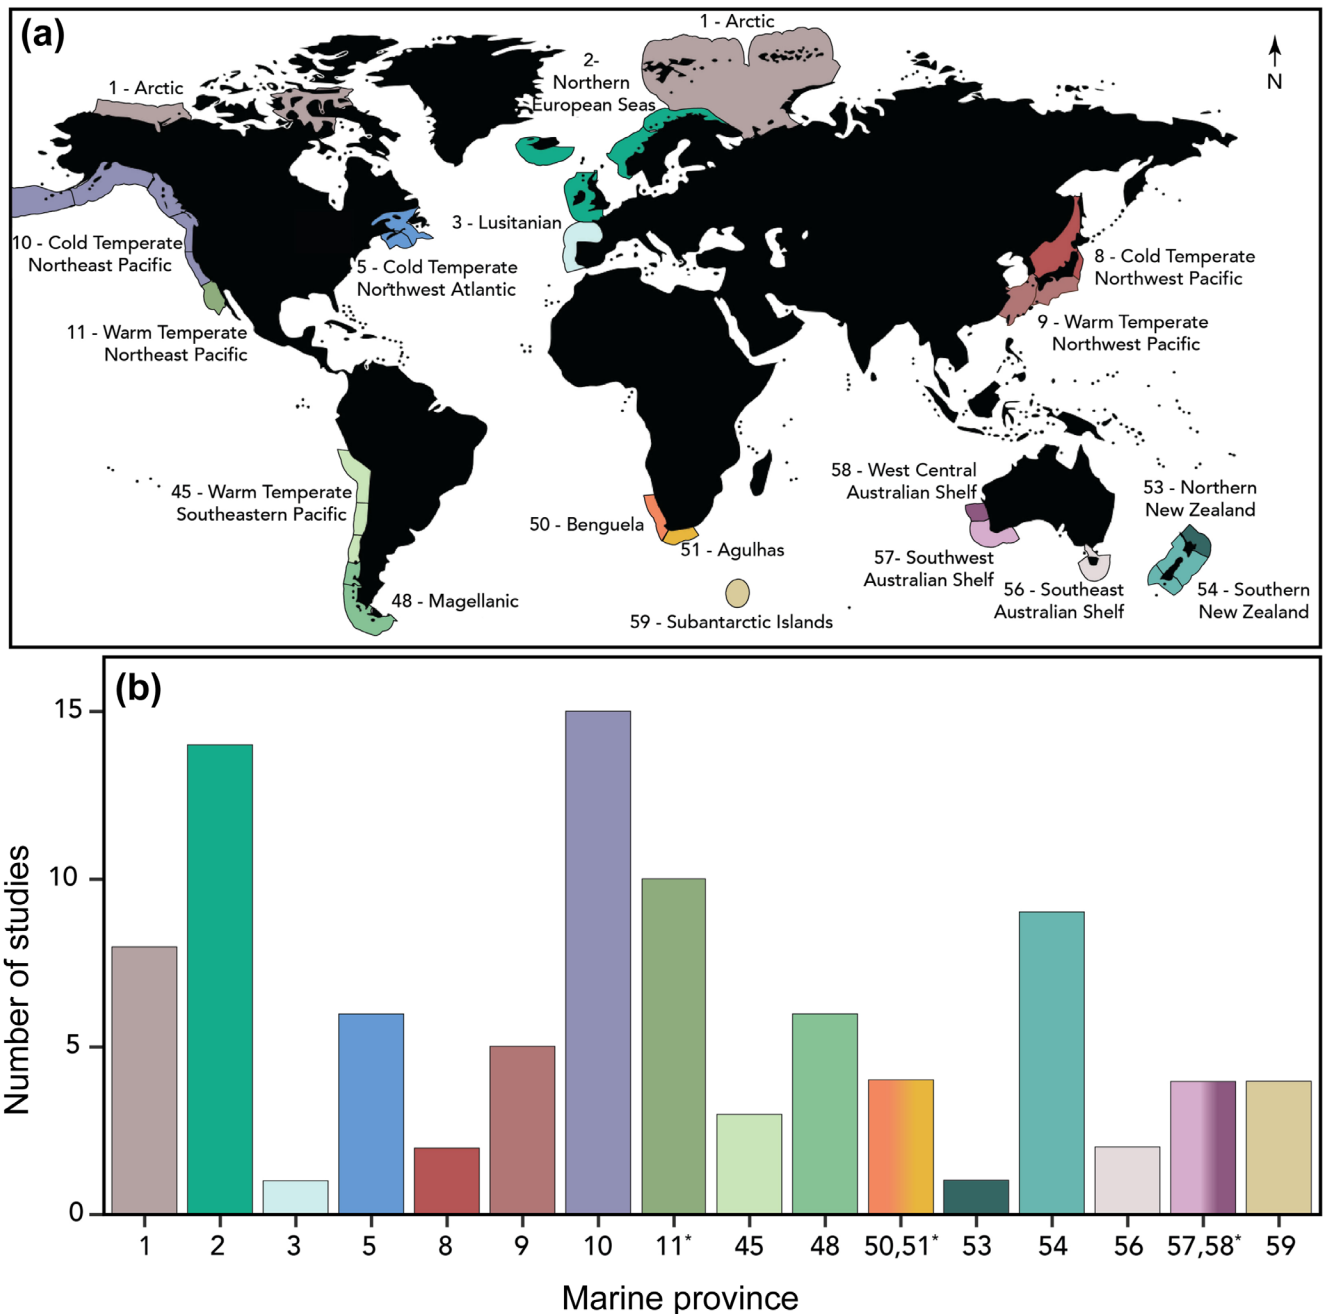 (a)
1 - Arctic
1 - Arctic
2-
Northern
European Seas
N
3 - Lusitanian
10 - Cold Temperate
Northeast Pacific
5 - Cold Temperate
Northwest Atlantic
8 - Cold Temperate
Northwest Pacific
11 - Warm Temperate
Northeast Pacific
9 - Warm Temperate
Northwest Pacific
45 - Warm Temperate
Southeastern Pacific
58 - West Central
Australian Shelf
53 - Northern
New Zealand
50 - Benguela
51 - Agulhas
57- Southwest
Australian Shelf
56 - Southeast
Australian Shelf
54 - Southern
New Zealand
48 - Magellanic
59 - Subantarctic Islands
(b)
Number of studies
15
10
5
0
1 2 3 5 8 9 10 11* 45 48 50,51* 53 54 56 57,58* 59
Marine province